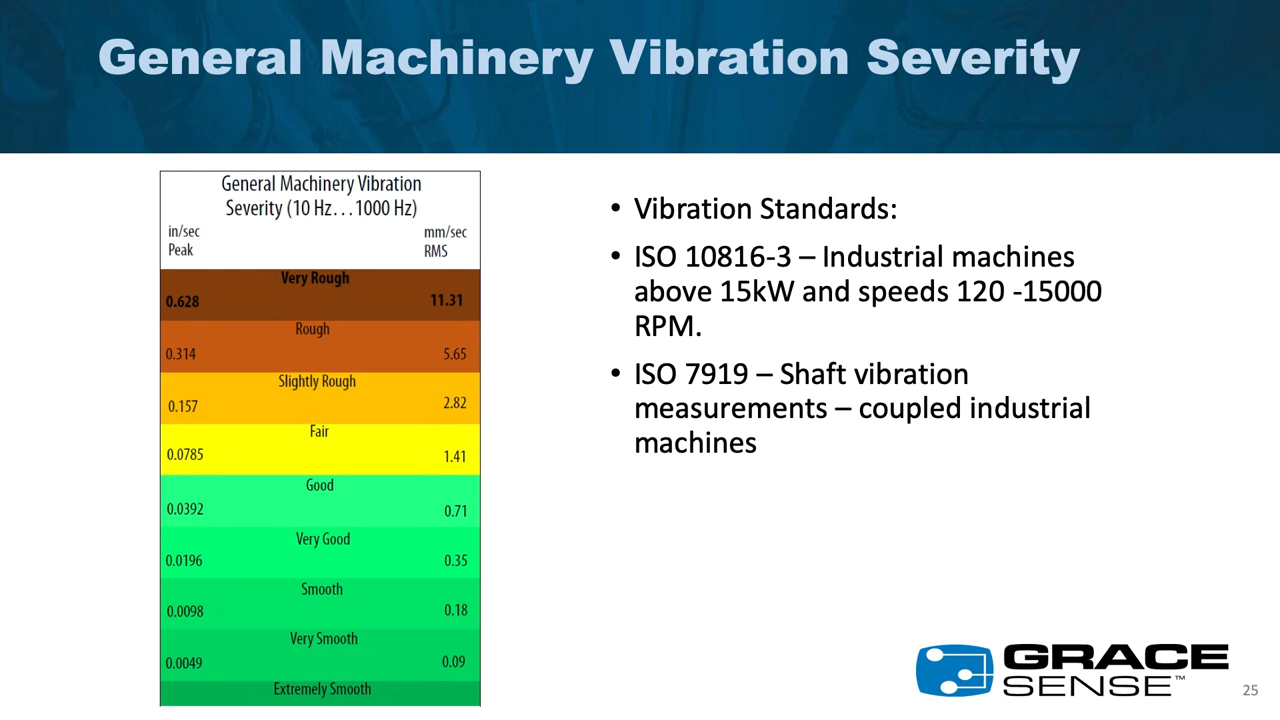 General Machinery Vibration Severity
General Machinery Vibration
Severity (10 Hz…1000 Hz)
in/sec mm/sec
Peak RMS
Very Rough
0.628 11.31
Rough
0.314 5.65
Slightly Rough
0.157 2.82
Fair
0.0785 1.41
Good
0.0392 0.71
Very Good
0.0196 0.35
Smooth
0.0098 0.18
Very Smooth
0.0049 0.09
Extremely Smooth
• Vibration Standards:
• ISO 10816-3 – Industrial machines
above 15kW and speeds 120 -15000
RPM.
• ISO 7919 – Shaft vibration
measurements – coupled industrial
machines
GRACE
SENSE™
25